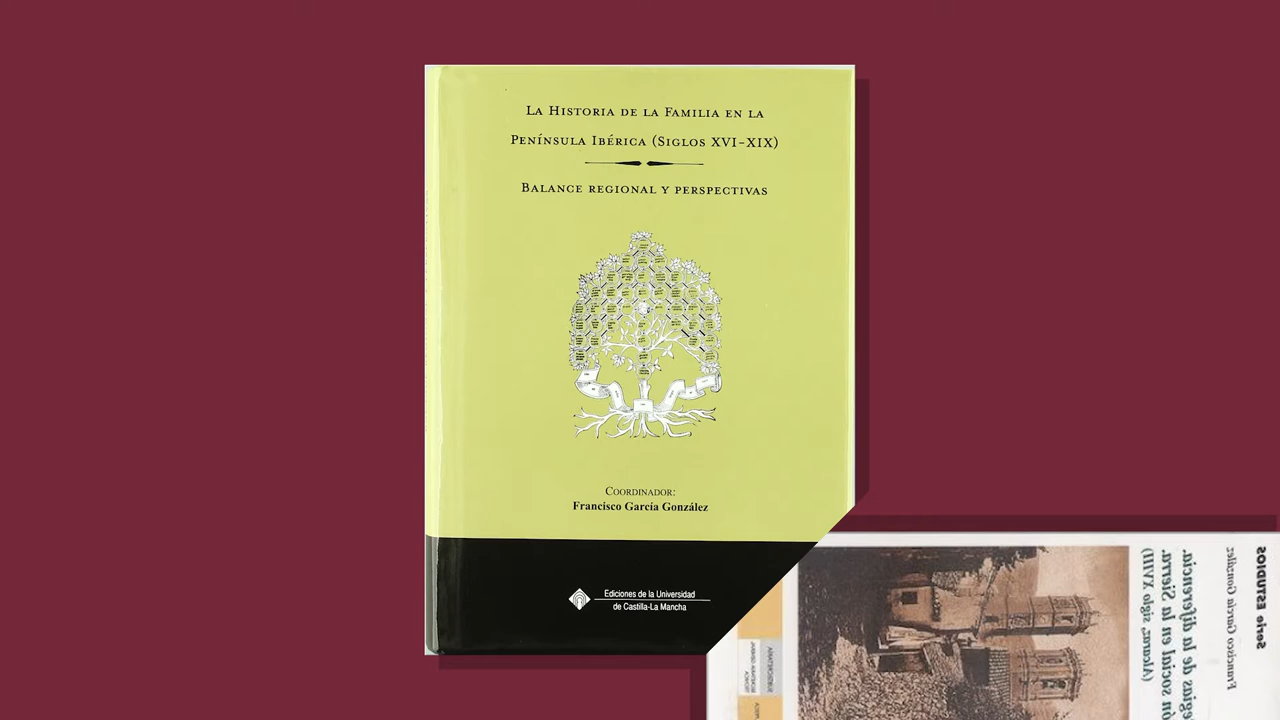 La Historia de la Familia en la
Península Ibérica (Siglos XVI-XIX)
Balance regional y perspectivas
Coordinador:
Francisco García González
Ediciones de la Universidad
de Castilla-La Mancha
Serie ESTUDIOS
Francisco García González
egias de la diferencia.
ón social en la Sierra.
(Alcaraz, siglo XVIII)